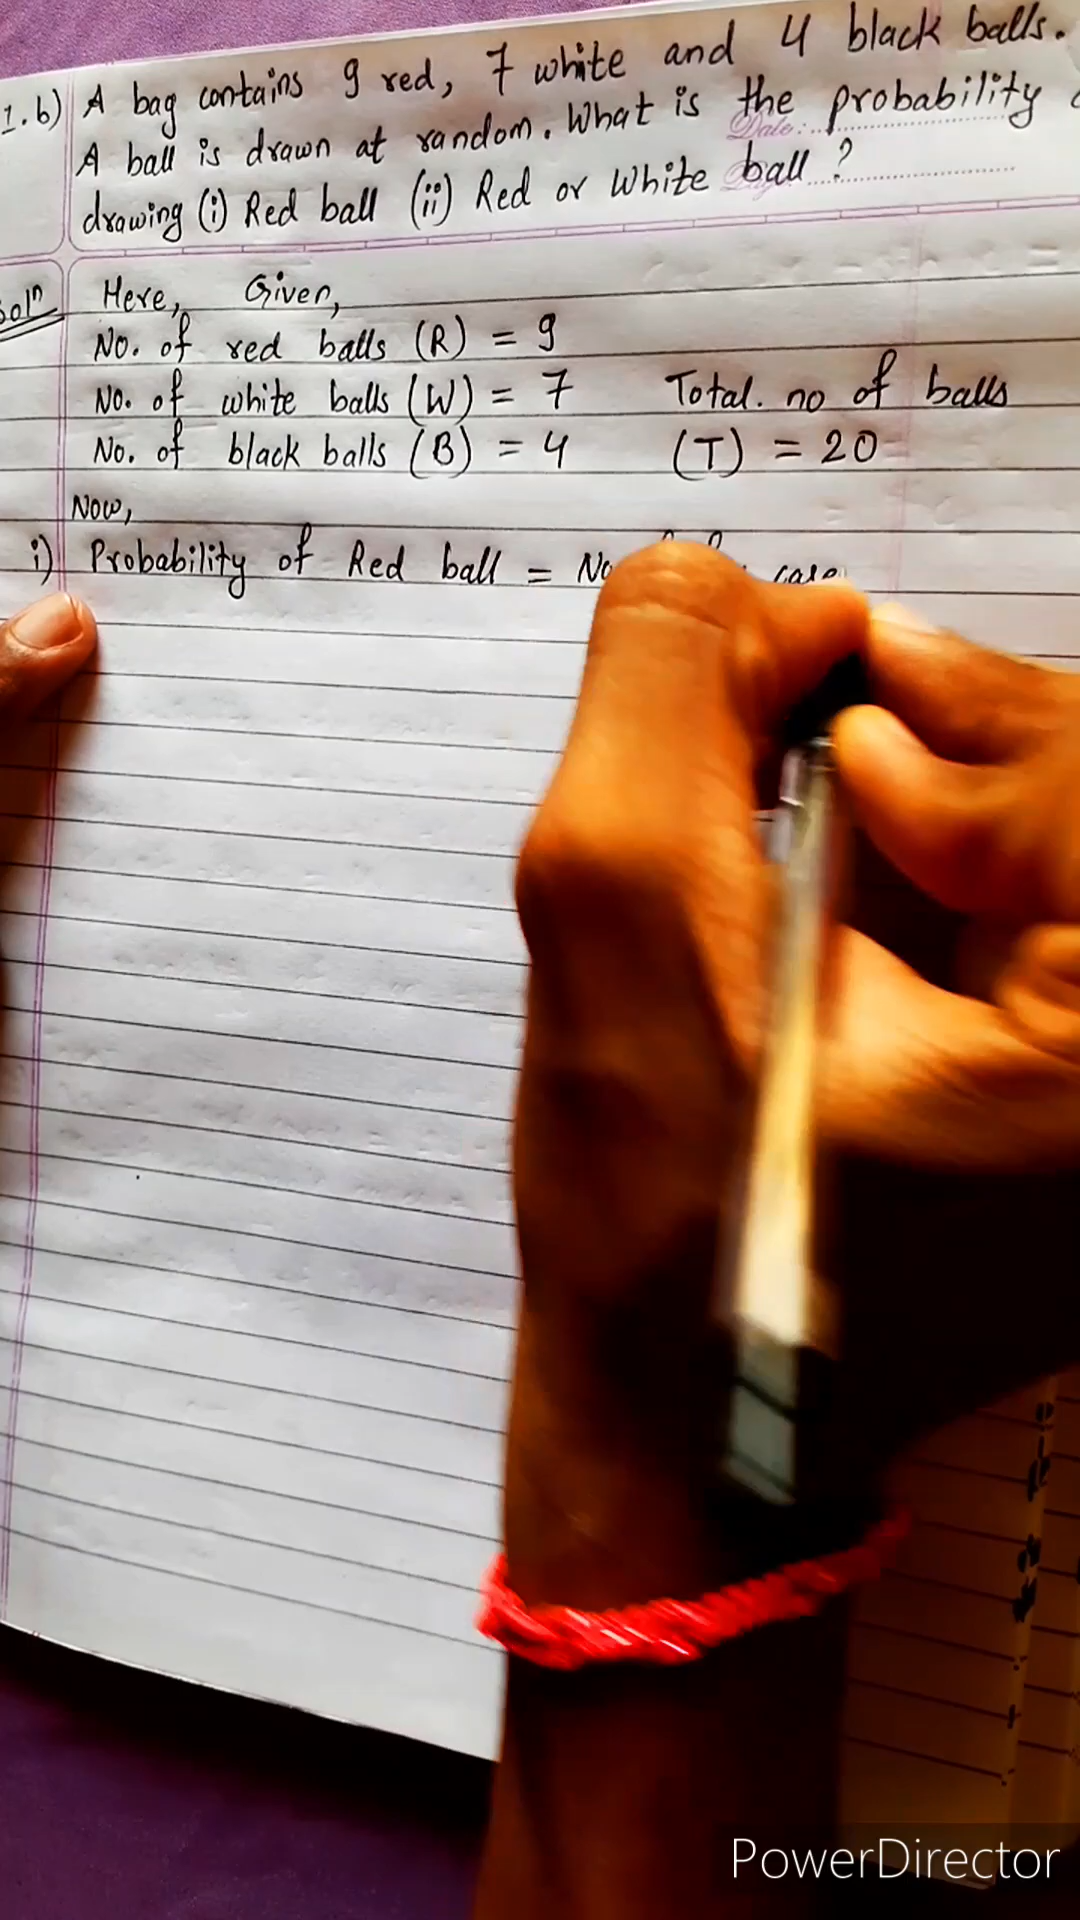 1.b) A bag contains 9 red, 7 white and 4 black balls.
A ball is drawn at random. What is the probability
Date:
drawing (i) Red ball (ii) Red or White ball ?
Soln
Here, Given,
No. of red balls (R) = 9
No. of white balls (W) = 7 Total. no of balls
No. of black balls (B) = 4 (T) = 20
Now,
i) Probability of Red ball = No case
PowerDirector